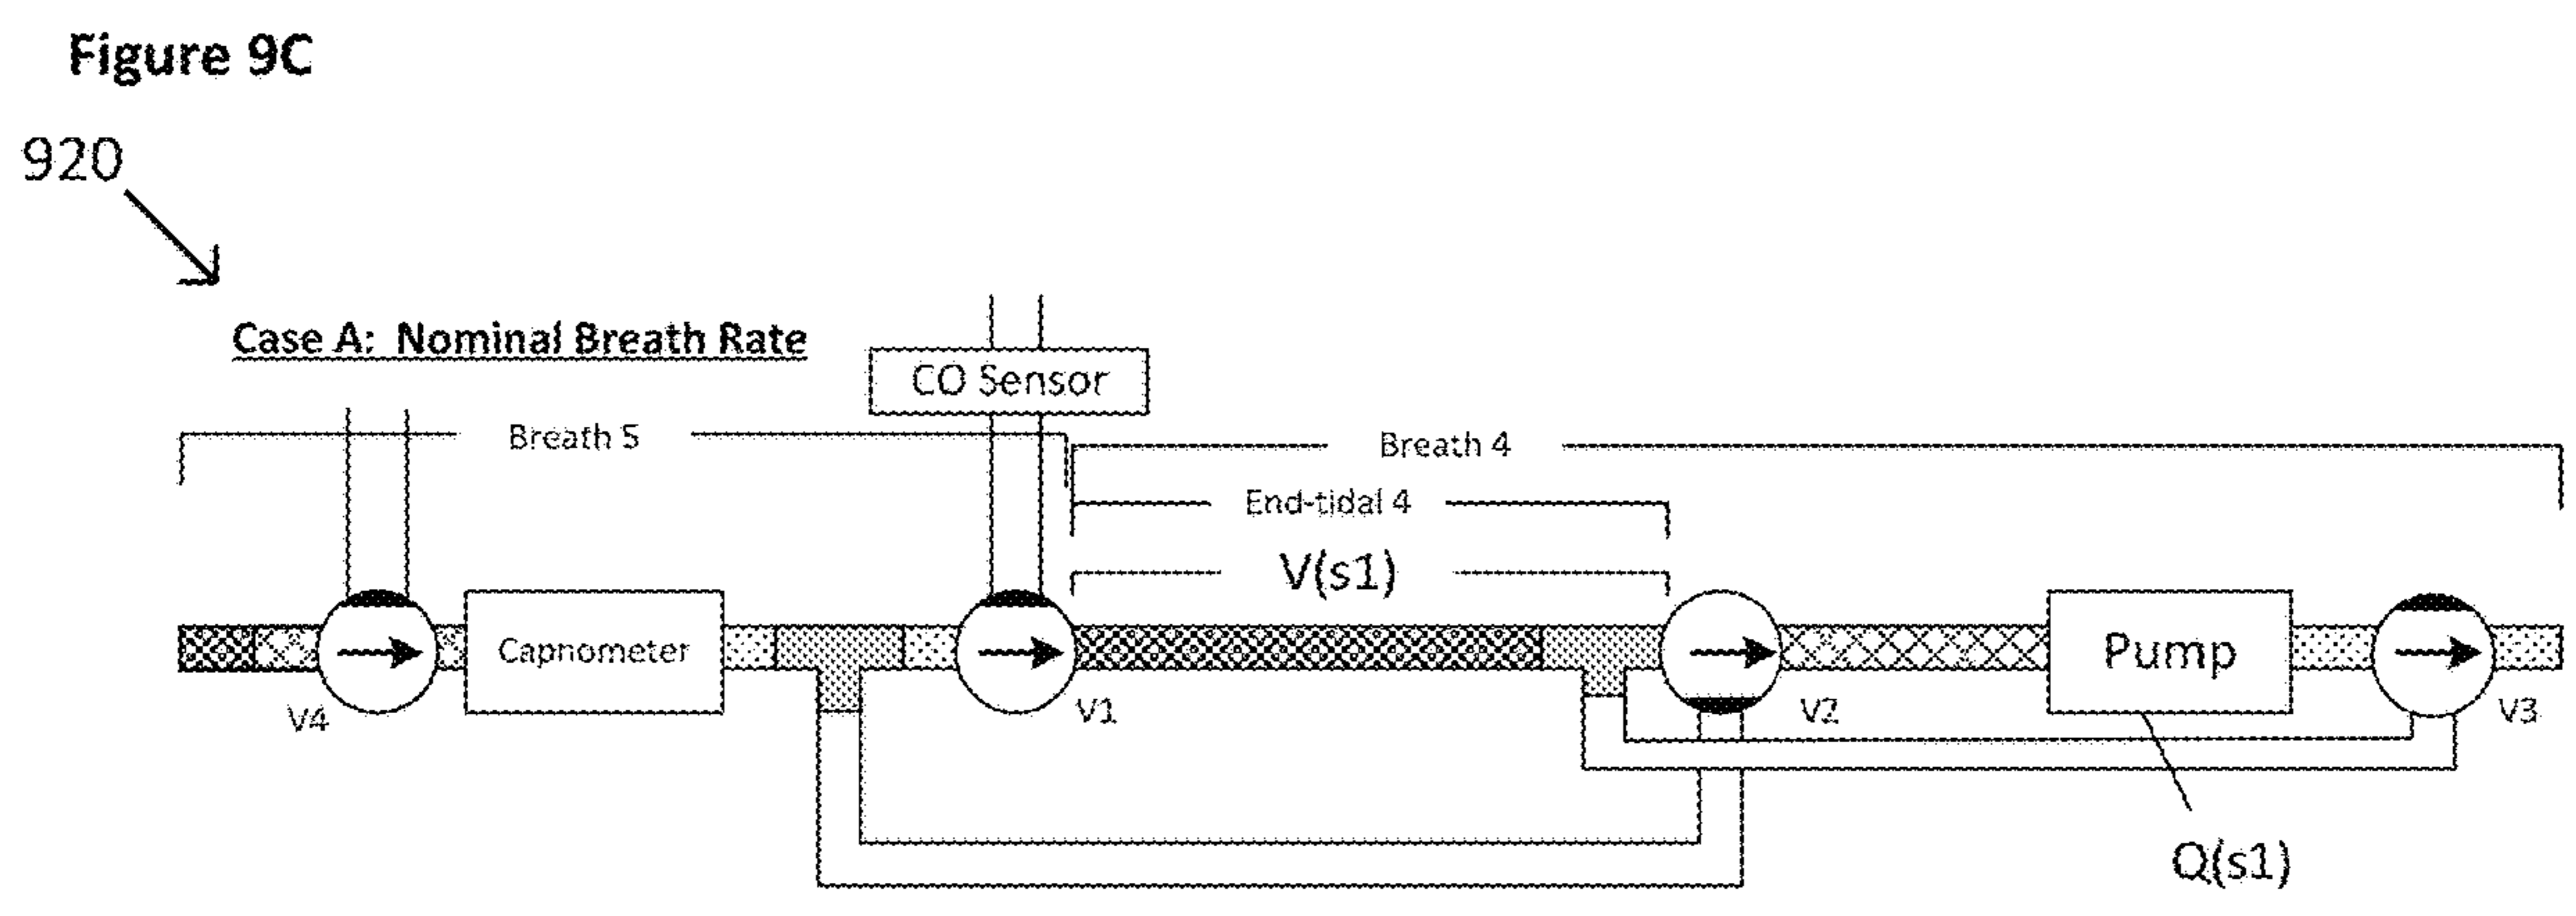 Figure 9C
920
Case A: Nominal Breath Rate
CO Sensor
Breath 5
Breath 4
End-tidal 4
V(s1)
Capnometer
Pump
V4
V1
V2
V3
Q(s1)